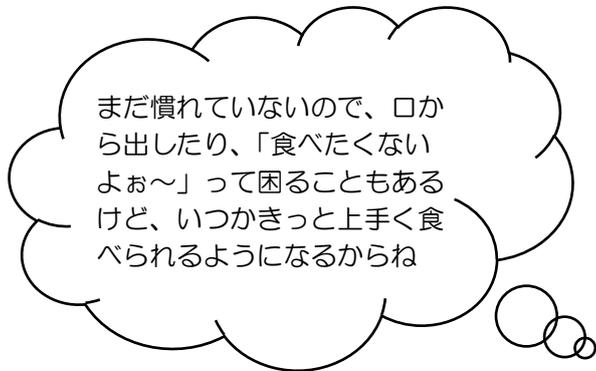 まだ慣れていないので、口か
ら出したり、「食べたくない
よぉ～」って困ることもある
けど、いつかきっと上手く食
べられるようになるからね